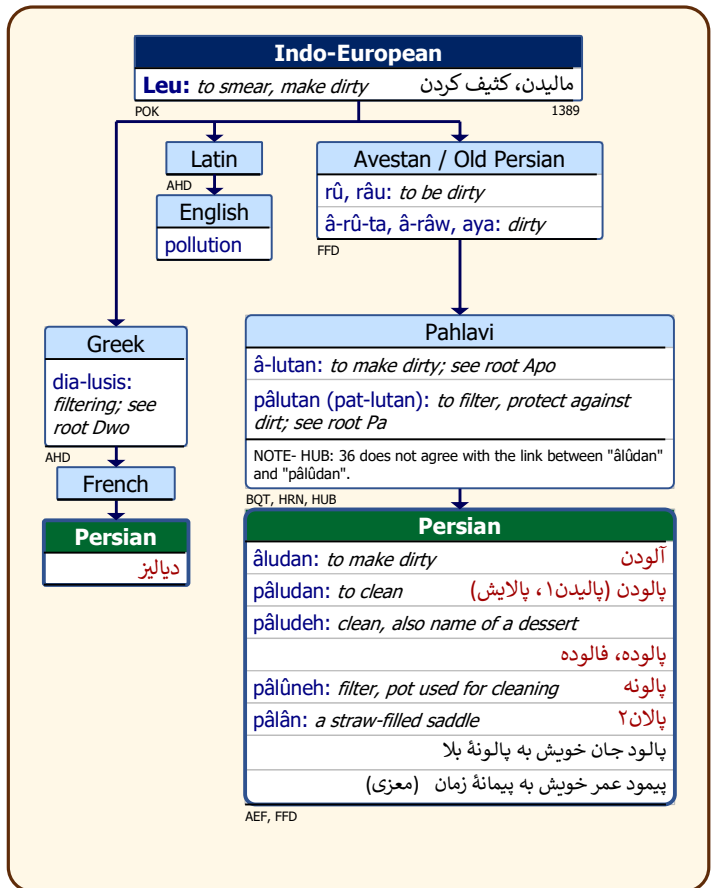 Indo-European
Leu: to smear, make dirty مالیدن، کثیف کردن
POK 1389
Latin
AHD
English
pollution
Avestan / Old Persian
rû, râu: to be dirty
â-rû-ta, â-râw, aya: dirty
FFD
Greek
dia-lusis:
filtering; see
root Dwo
AHD
French
Persian
دیالیز
Pahlavi
â-lutan: to make dirty; see root Apo
pâlutan (pat-lutan): to filter, protect against
dirt; see root Pa
NOTE- HUB: 36 does not agree with the link between "âlûdan"
and "pâlûdan".
BQT, HRN, HUB
Persian
âludan: to make dirty آلودن
pâludan: to clean پالودن (پالیدن۱، پالایش)
pâludeh: clean, also name of a dessert
پالوده، فالوده
pâlûneh: filter, pot used for cleaning پالونه
pâlân: a straw-filled saddle پالان۲
پالود جان خویش به پالونهٔ بلا
پیمود عمر خویش به پیمانهٔ زمان (معزی)
AEF, FFD